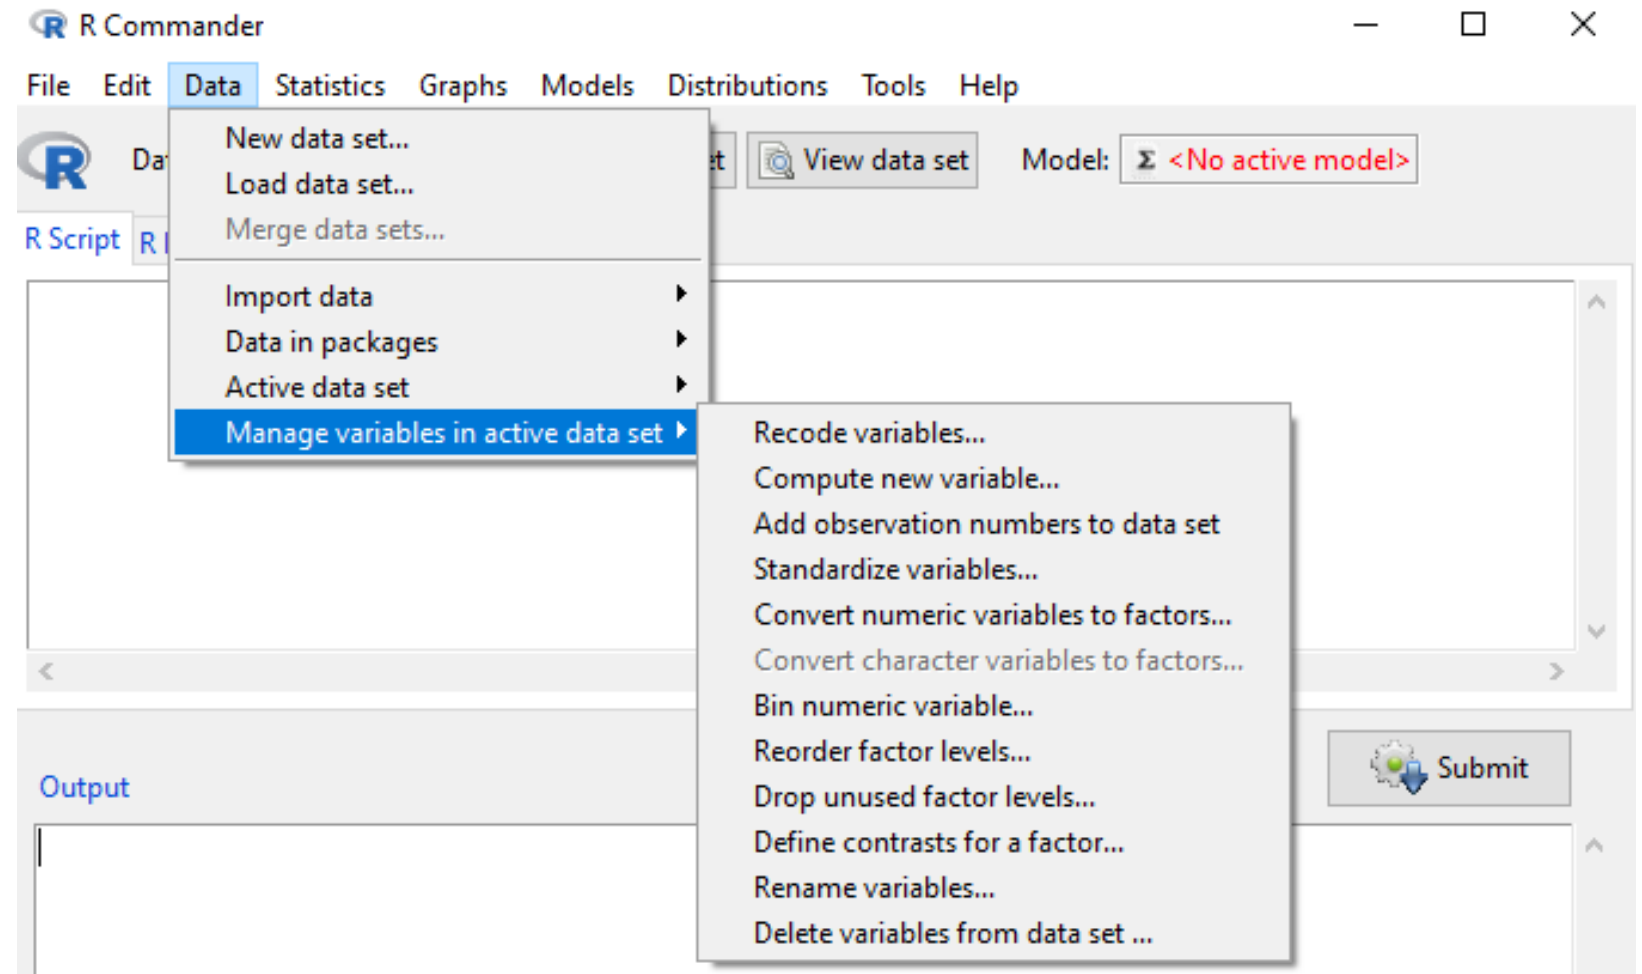 R Commander
File Edit Data Statistics Graphs Models Distributions Tools Help
New data set...
Load data set...
Merge data sets...
Import data
Data in packages
Active data set
Manage variables in active data set
View data set Model: Σ <No active model>
R Script R
Recode variables...
Compute new variable...
Add observation numbers to data set
Standardize variables...
Convert numeric variables to factors...
Convert character variables to factors...
Bin numeric variable...
Reorder factor levels...
Drop unused factor levels...
Define contrasts for a factor...
Rename variables...
Delete variables from data set ...
Submit
Output